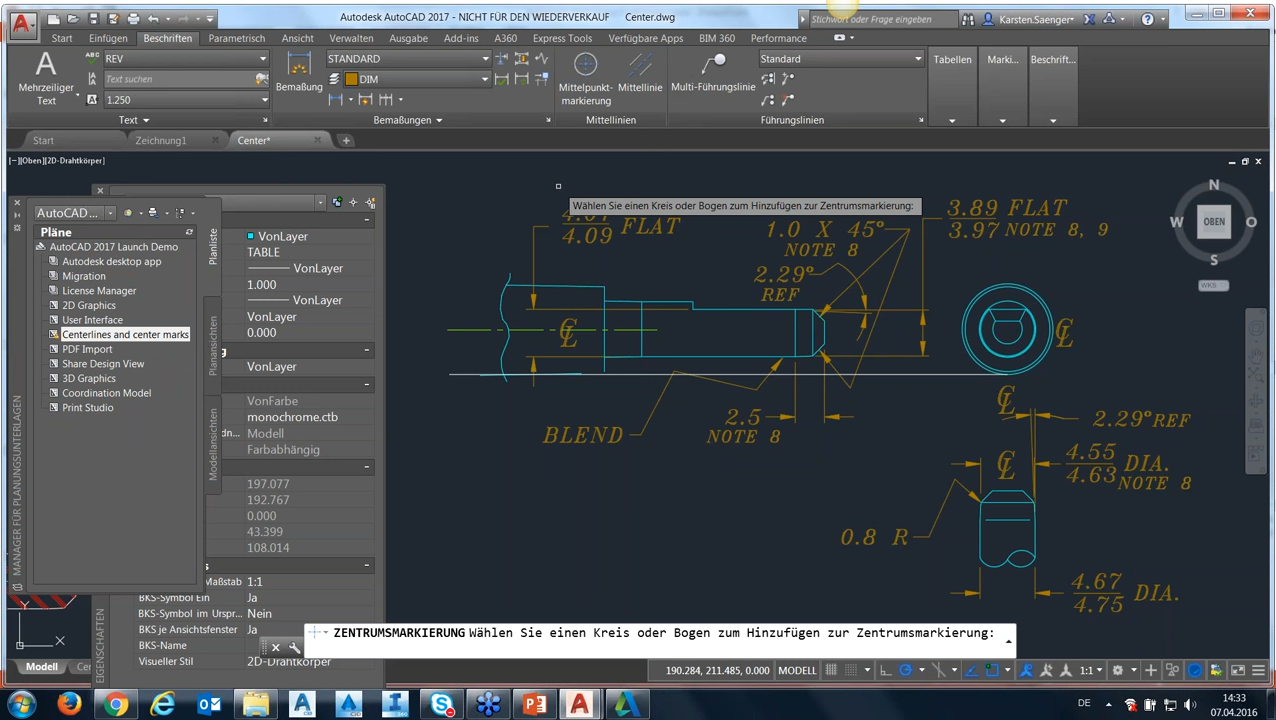 Autodesk AutoCAD 2017 - NICHT FÜR DEN WIEDERVERKAUF Center.dwg
Stichwort oder Frage eingeben
Karsten.Saenger...
Start Einfügen Beschriften Parametrisch Ansicht Verwalten Ausgabe Add-ins A360 Express Tools Verfügbare Apps BIM 360 Performance
Mehrzeiliger
Text
REV
Text suchen
1.250
Text
Bemaßung
STANDARD
DIM
Bemaßungen
Mittelpunkt-
markierung
Mittellinie
Mittellinien
Multi-Führungslinie
Standard
Führungslinien
Tabellen
Marki...
Beschrift...
Start Zeichnung1 Center*
[−][Oben][2D-Drahtkörper]
AutoCAD ...
Pläne
AutoCAD 2017 Launch Demo
Autodesk desktop app
Migration
License Manager
2D Graphics
User Interface
Centerlines and center marks
PDF Import
Share Design View
3D Graphics
Coordination Model
Print Studio
Planliste
Planansichten
Modellansichten
MANAGER FÜR PLANUNGSUNTERLAGEN
VonLayer
TABLE
VonLayer
1.000
VonLayer
VonLayer
0.000
VonLayer
VonFarbe
monochrome.ctb
Modell
Farbabhängig
197.077
192.767
0.000
43.399
108.014
Maßstab 1:1
BKS-Symbol Ein Ja
BKS-Symbol im Urspr... Nein
BKS je Ansichtsfenster Ja
BKS-Name
Visueller Stil 2D-Drahtkörper
EIGENSCHAFTEN
Wählen Sie einen Kreis oder Bogen zum Hinzufügen zur Zentrumsmarkierung:
4.09 FLAT
1.0 X 45°
NOTE 8
2.29°
REF
3.89 FLAT
3.97 NOTE 8, 9
BLEND
2.5
NOTE 8
2.29° REF
4.55
4.63 DIA.
NOTE 8
0.8 R
4.67
4.75 DIA.
N
W OBEN O
S
WKS
X
ZENTRUMSMARKIERUNG Wählen Sie einen Kreis oder Bogen zum Hinzufügen zur Zentrumsmarkierung:
Modell
190.284, 211.485, 0.000 MODELL 1:1
DE
14:33
07.04.2016